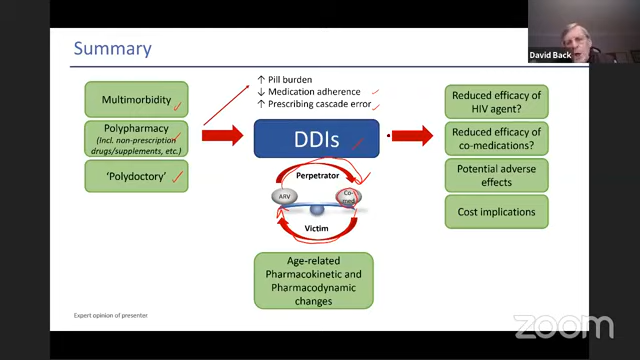 Summary
David Back
Multimorbidity
Polypharmacy
(Incl. non-prescription
drugs/supplements, etc.)
‘Polydoctory’
↑ Pill burden
↓ Medication adherence
↑ Prescribing cascade error
DDIs
Perpetrator
ARV
Co-
med
Victim
Age-related
Pharmacokinetic and
Pharmacodynamic
changes
Reduced efficacy of
HIV agent?
Reduced efficacy of
co-medications?
Potential adverse
effects
Cost implications
Expert opinion of presenter
zoom